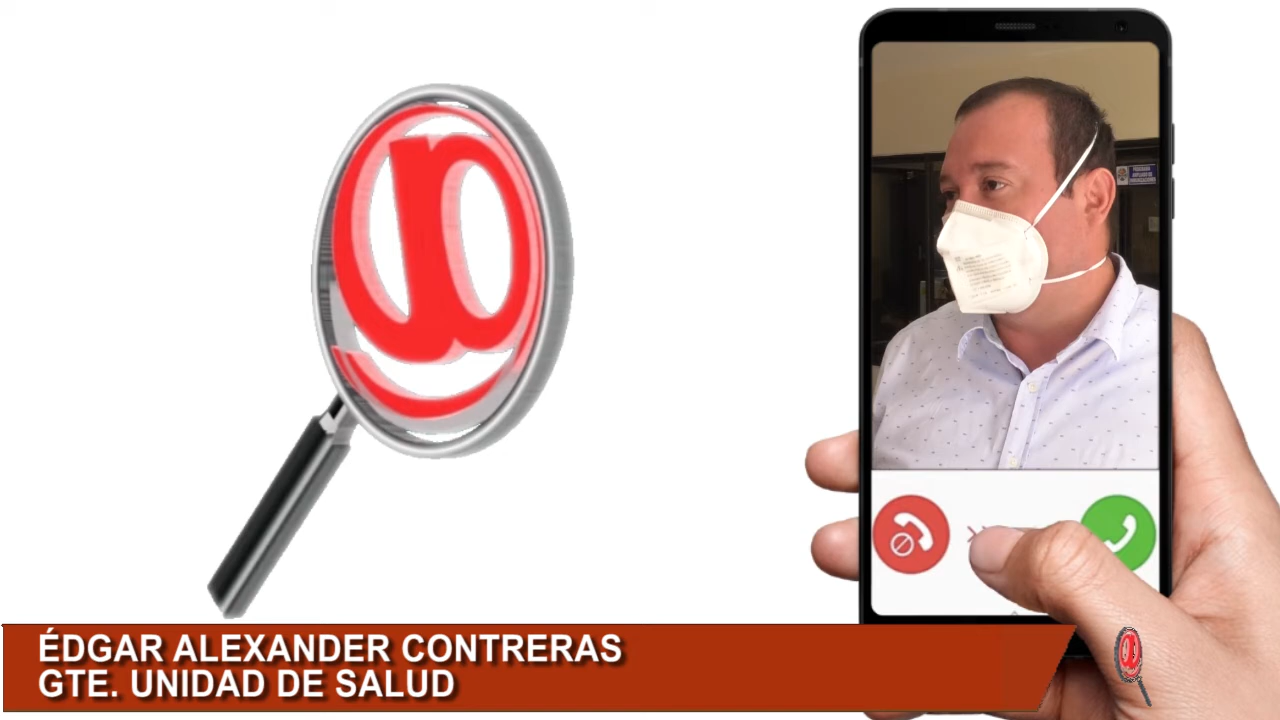 ÉDGAR ALEXANDER CONTRERAS
GTE. UNIDAD DE SALUD